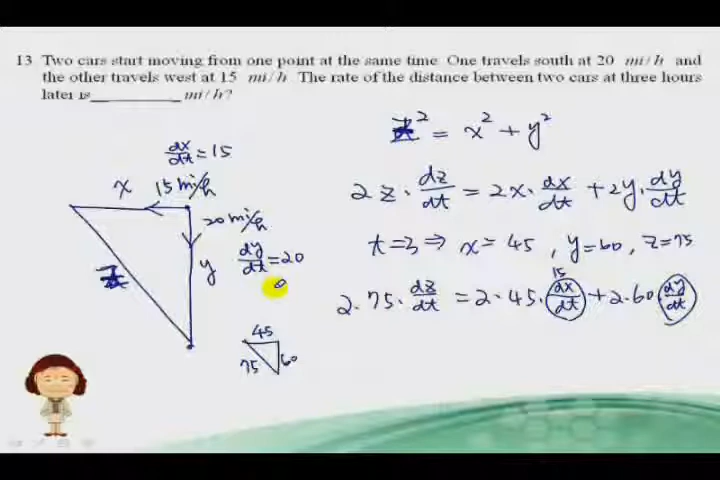 13 Two cars start moving from one point at the same time. One travels south at 20 mi/h and
the other travels west at 15 mi/h. The rate of the distance between two cars at three hours
later is__________ mi/h?
z² = x² + y²
dx/dt = 15
x 15 mi/h
2z · dz/dt = 2x · dx/dt + 2y · dy/dt
20 mi/h
t=3 ⇒ x=45, y=60, z=75
dy/dt = 20
y
z
15
2·75· dz/dt = 2·45· dx/dt + 2·60 dy/dt
45
75 60